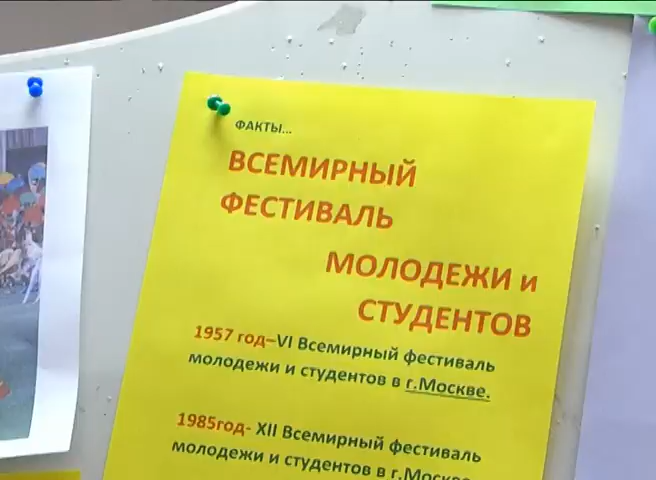 ФАКТЫ...
ВСЕМИРНЫЙ
ФЕСТИВАЛЬ
МОЛОДЕЖИ и
СТУДЕНТОВ
1957 год–VI Всемирный фестиваль
молодежи и студентов в г.Москве.
1985год- XII Всемирный фестиваль
молодежи и студентов в г.Москве.